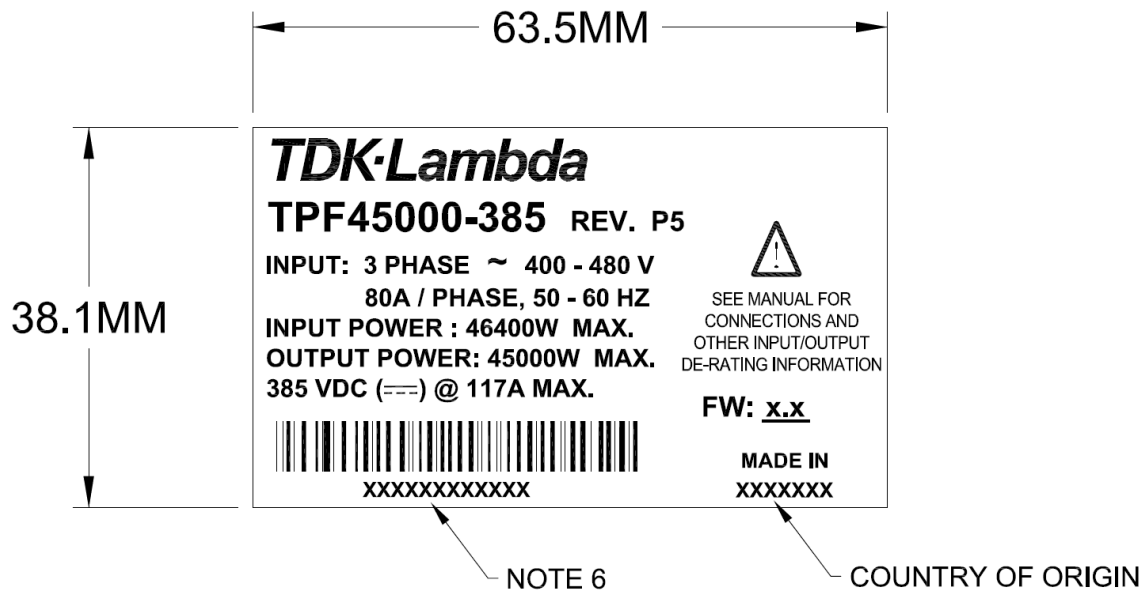 63.5MM
38.1MM
TDK·Lambda
TPF45000-385 REV. P5
INPUT: 3 PHASE ~ 400 - 480 V
80A / PHASE, 50 - 60 HZ
INPUT POWER : 46400W MAX.
OUTPUT POWER: 45000W MAX.
385 VDC (⎓) @ 117A MAX.
XXXXXXXXXXXX
!
SEE MANUAL FOR
CONNECTIONS AND
OTHER INPUT/OUTPUT
DE-RATING INFORMATION
FW: x.x
MADE IN
XXXXXXX
NOTE 6
COUNTRY OF ORIGIN